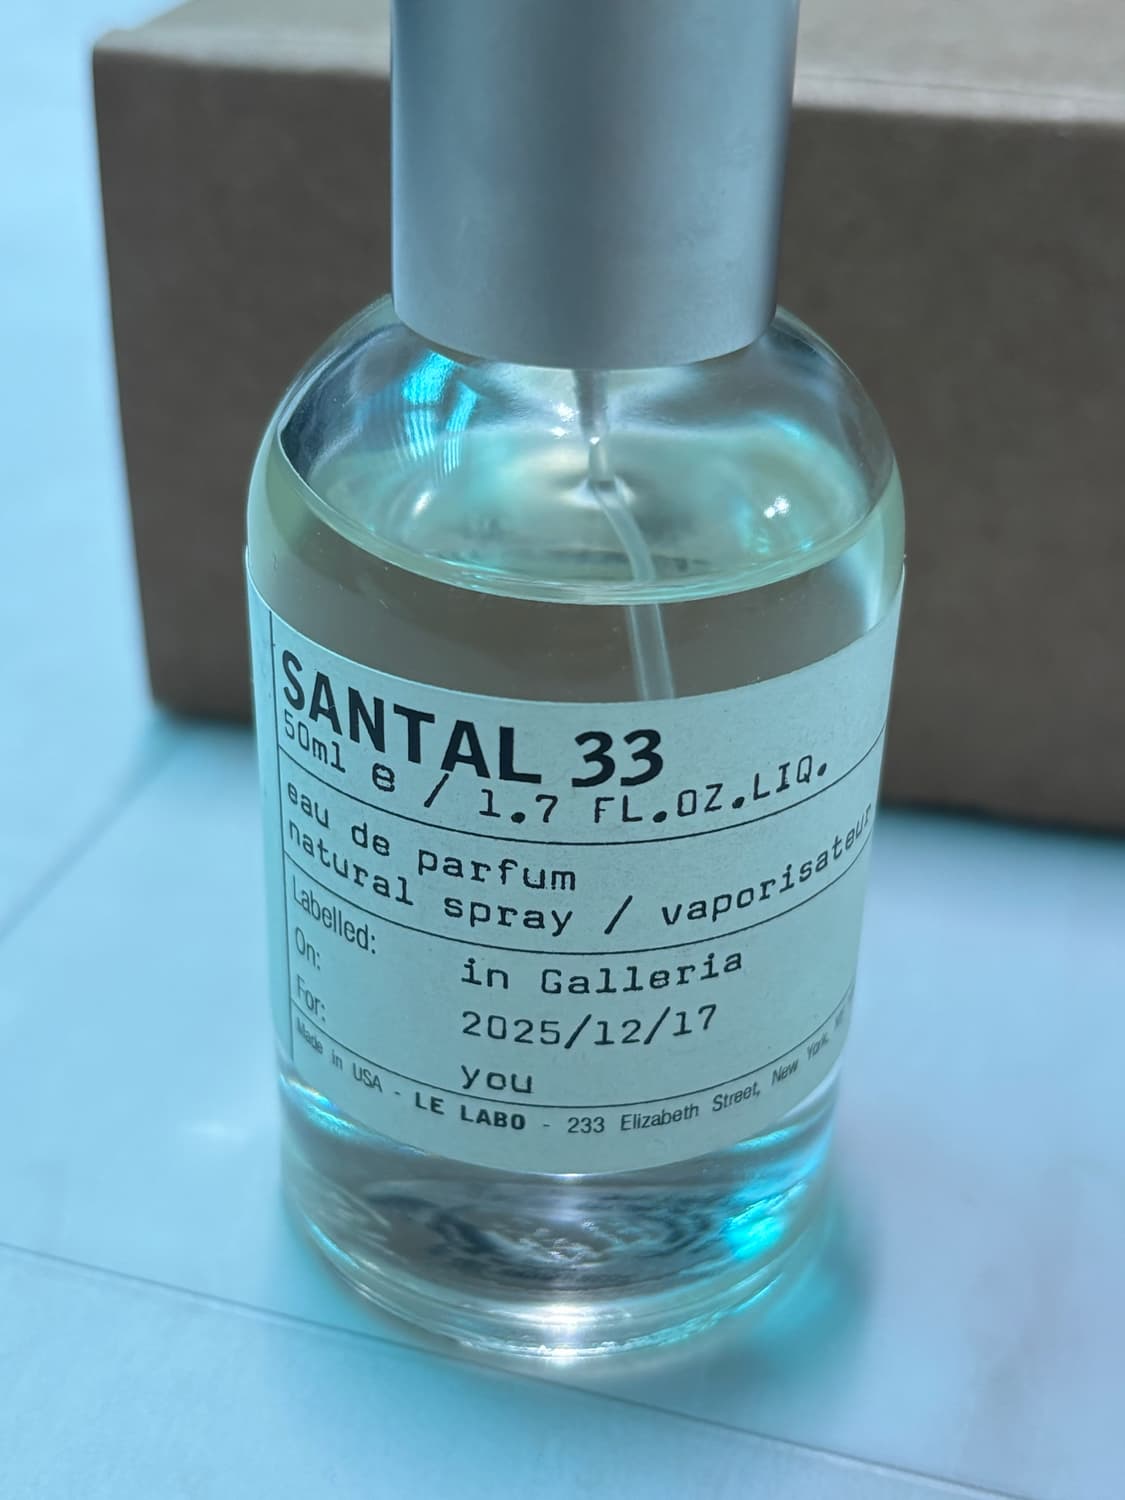 SANTAL 33
50ml e / 1.7 FL.OZ.LIQ.
eau de parfum
natural spray / vaporisateur
Labelled: in Galleria
On: 2025/12/17
For: you
Made in USA - LE LABO - 233 Elizabeth Street, New York,